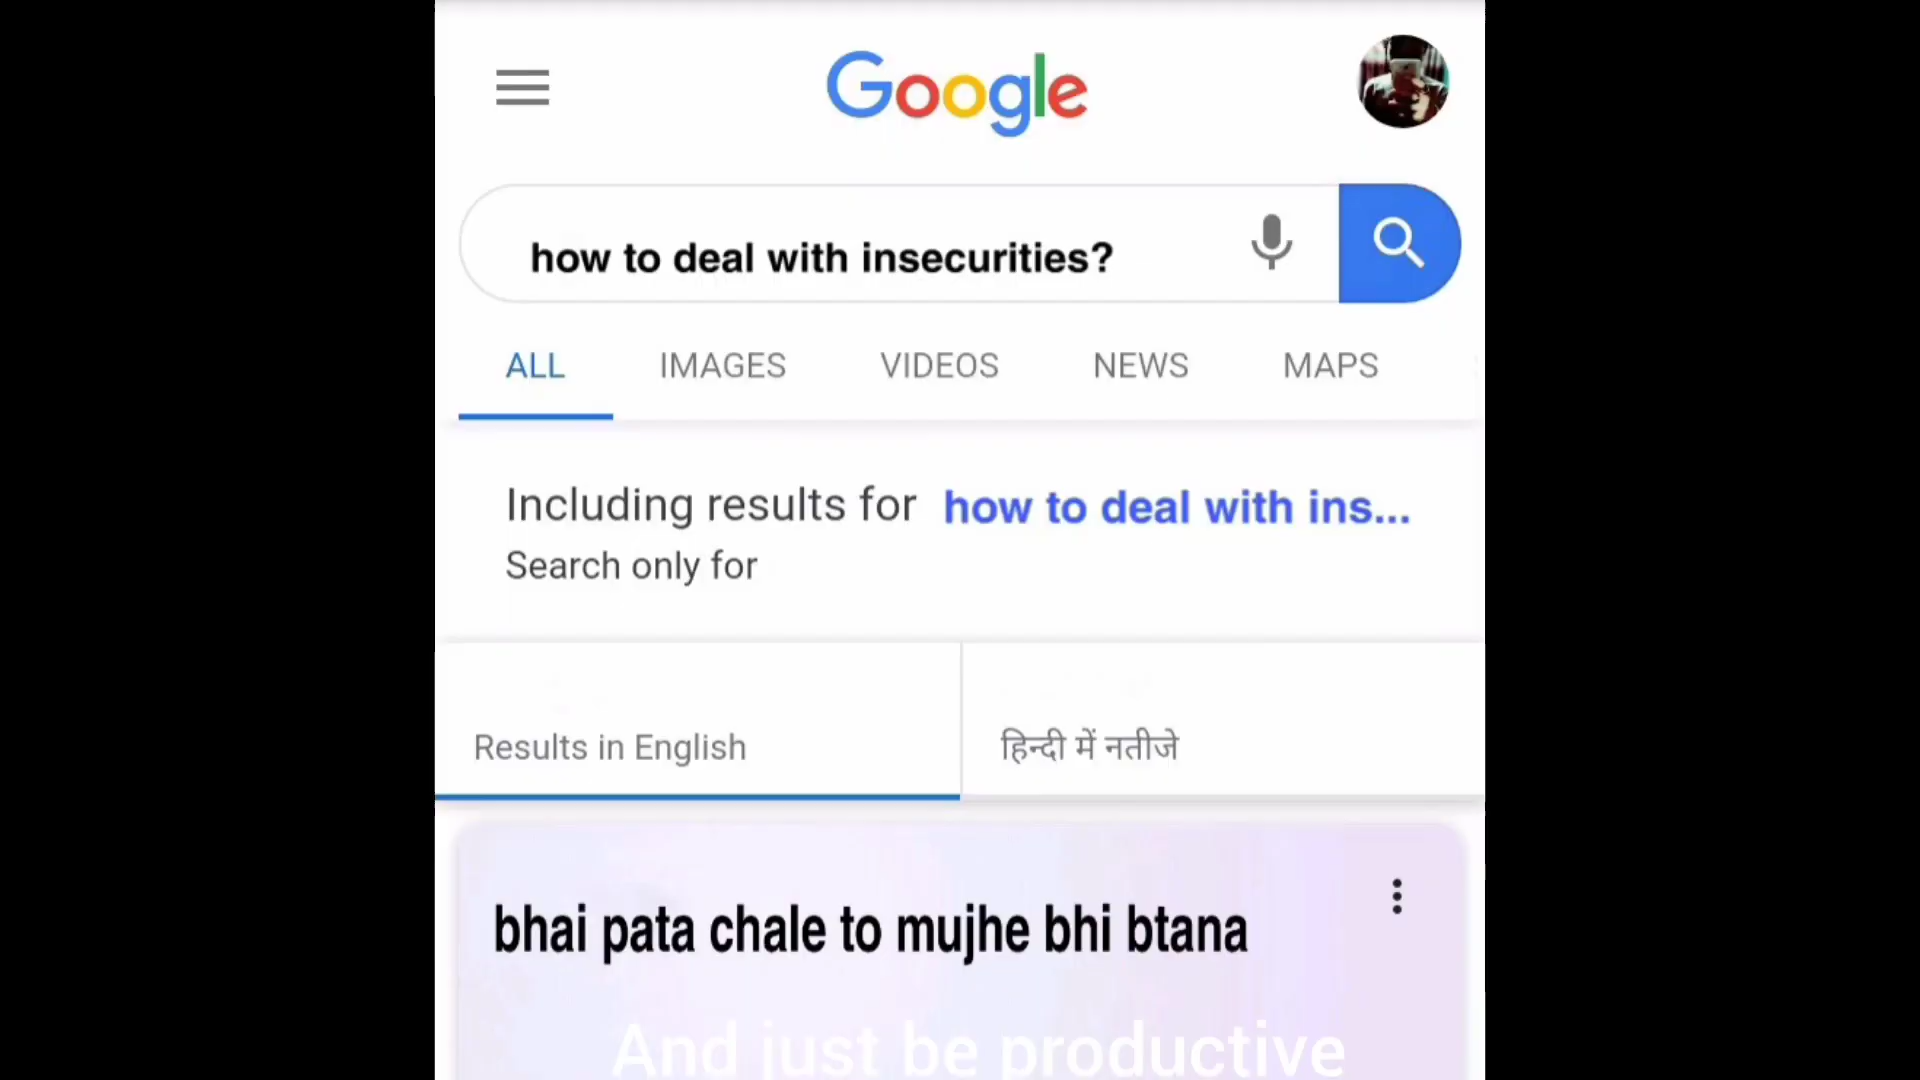 Google
how to deal with insecurities?
ALL IMAGES VIDEOS NEWS MAPS
Including results for how to deal with ins...
Search only for
Results in English
हिन्दी में नतीजे
bhai pata chale to mujhe bhi btana
And just be productive